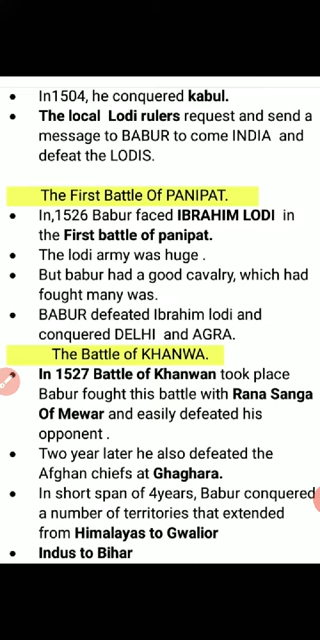 In1504, he conquered kabul.
The local Lodi rulers request and send a
message to BABUR to come INDIA and
defeat the LODIS.
The First Battle Of PANIPAT.
In,1526 Babur faced IBRAHIM LODI in
the First battle of panipat.
The lodi army was huge .
But babur had a good cavalry, which had
fought many was.
BABUR defeated Ibrahim lodi and
conquered DELHI and AGRA.
The Battle of KHANWA.
In 1527 Battle of Khanwan took place
Babur fought this battle with Rana Sanga
Of Mewar and easily defeated his
opponent .
Two year later he also defeated the
Afghan chiefs at Ghaghara.
In short span of 4years, Babur conquered
a number of territories that extended
from Himalayas to Gwalior
Indus to Bihar